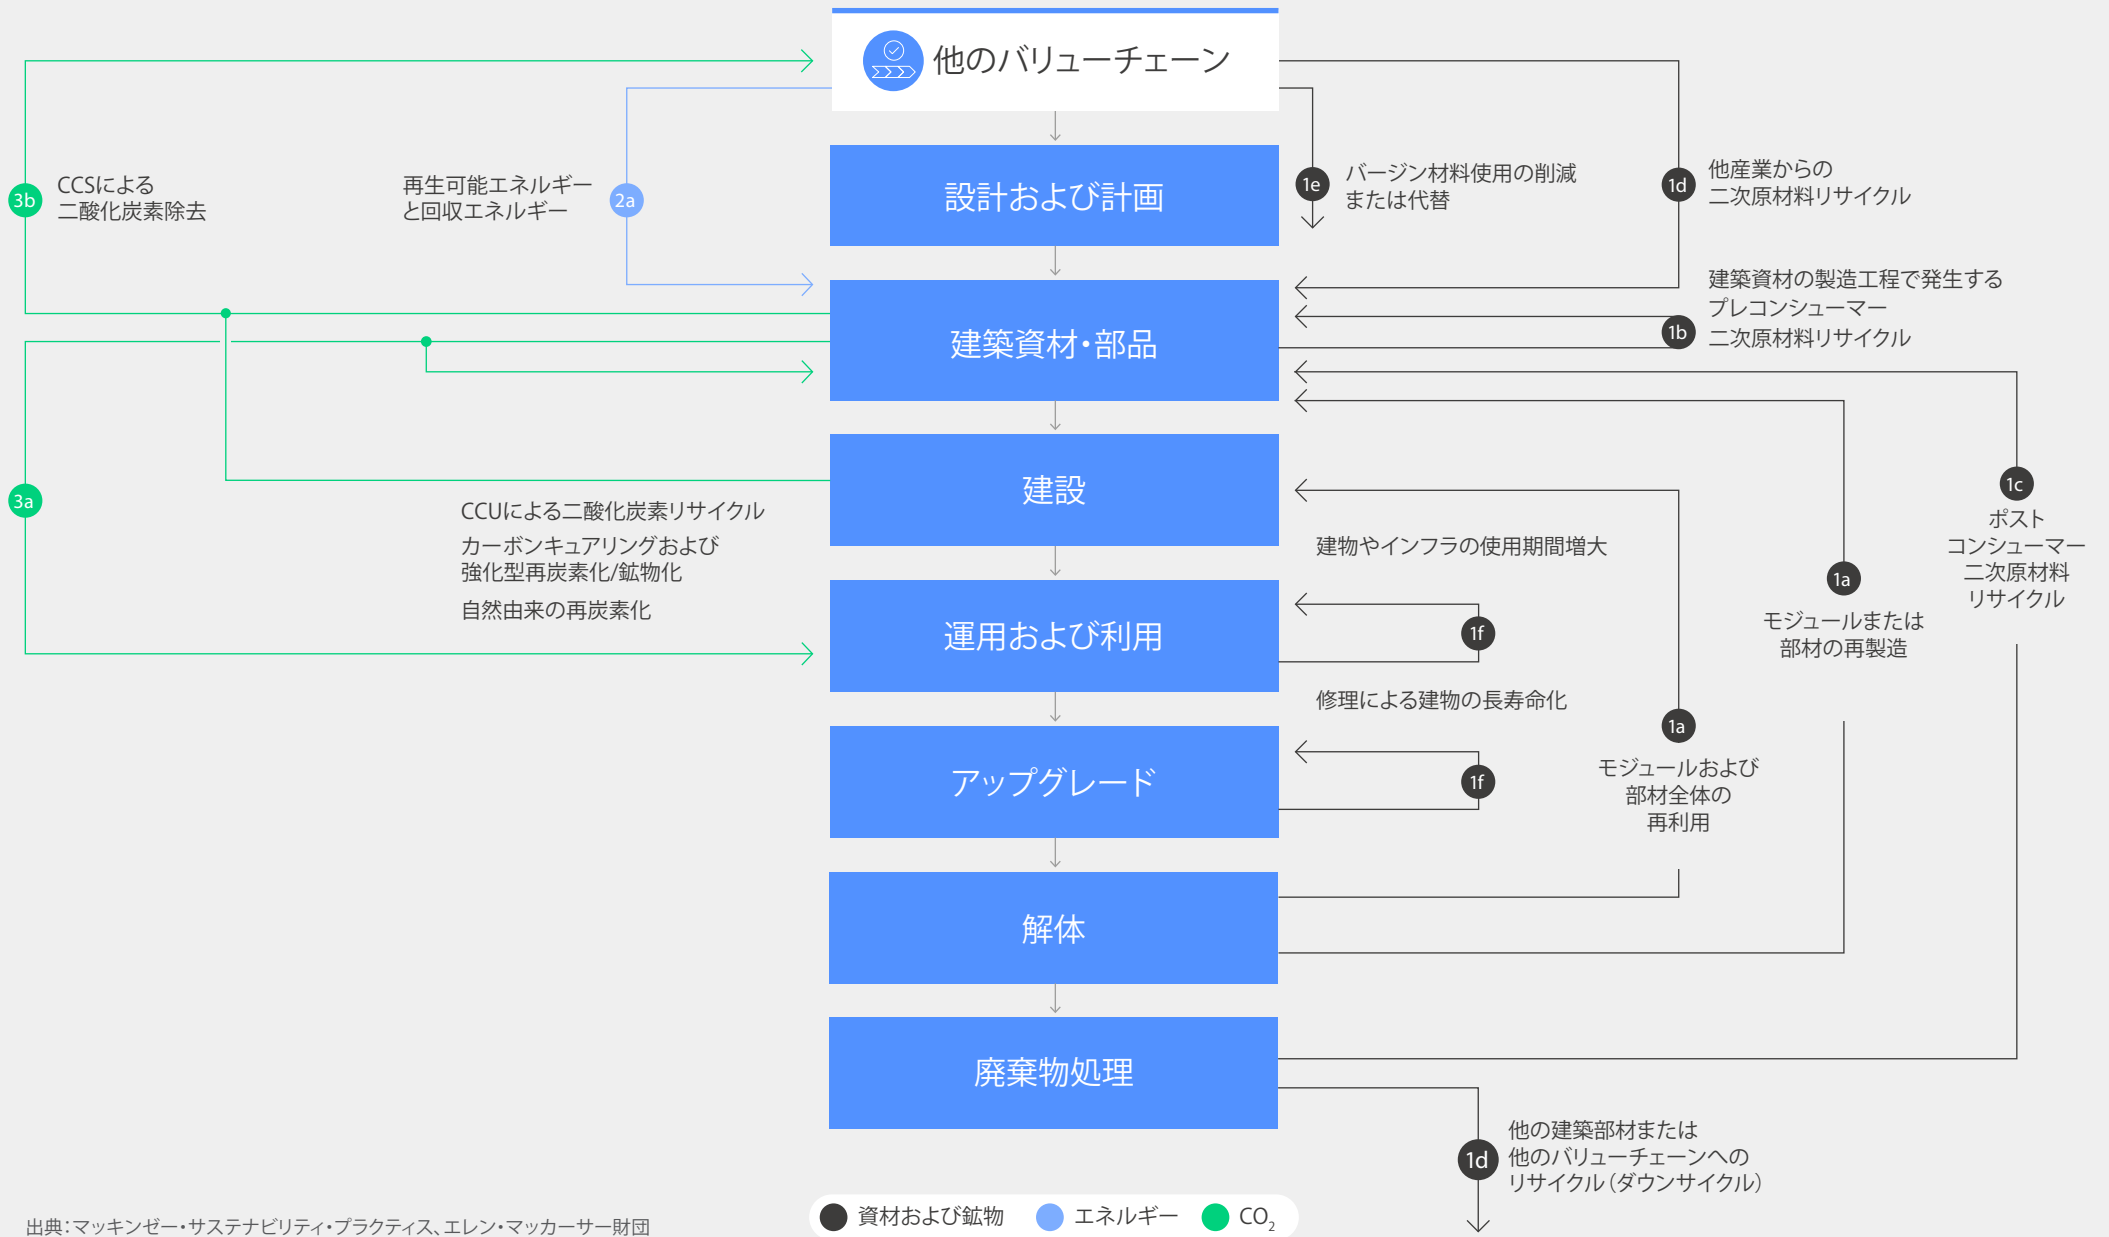 他のバリューチェーン
3b
CCSによる
二酸化炭素除去
再生可能エネルギー
と回収エネルギー
2a
設計および計画
1e
バージン材料使用の削減
または代替
1d
他産業からの
二次原材料リサイクル
建築資材・部品
建築資材の製造工程で発生する
プレコンシューマー
二次原材料リサイクル
1b
建設
3a
CCUによる二酸化炭素リサイクル
カーボンキュアリングおよび
強化型再炭素化/鉱物化
自然由来の再炭素化
1c
ポスト
コンシューマー
二次原材料
リサイクル
建物やインフラの使用期間増大
1a
モジュールまたは
部材の再製造
運用および利用
1f
修理による建物の長寿命化
1a
モジュールおよび
部材全体の
再利用
アップグレード
1f
解体
廃棄物処理
1d
他の建築部材または
他のバリューチェーンへの
リサイクル（ダウンサイクル）
資材および鉱物
エネルギー
CO₂
出典：マッキンゼー・サステナビリティ・プラクティス、エレン・マッカーサー財団